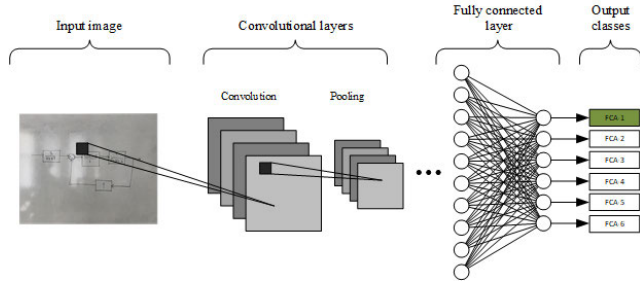 Input image
Convolutional layers
Fully connected
layer
Output
classes
Convolution
Pooling
FCA-1
FCA-2
FCA-3
FCA-4
FCA-5
FCA-6